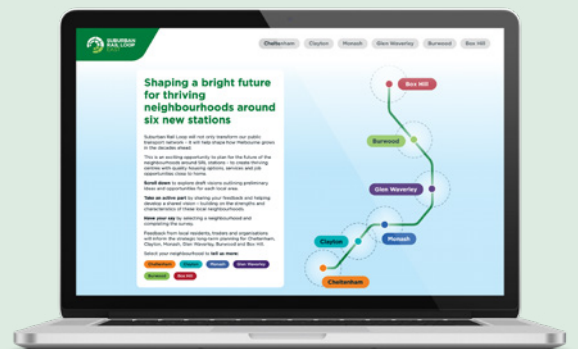 SUBURBAN
RAIL LOOP
EAST
Cheltenham Clayton Monash Glen Waverley Burwood Box Hill
Shaping a bright future
for thriving
neighbourhoods around
six new stations
Suburban Rail Loop will not only transform our public
transport network – it will help shape how Melbourne grows
in the decades ahead.
This is an exciting opportunity to plan for the future of the
neighbourhoods around SRL stations – to create thriving
centres with quality housing options, services and job
opportunities close to home.
Scroll down to explore draft visions outlining preliminary
ideas and opportunities for each local area.
Take an active part by sharing your feedback and helping
develop a shared vision – building on the strengths and
characteristics of these local neighbourhoods.
Have your say by selecting a neighbourhood and
completing the survey.
Feedback from local residents, traders and organisations
will inform the strategic long-term planning for Cheltenham,
Clayton, Monash, Glen Waverley, Burwood and Box Hill.
Select your neighbourhood to tell us more:
Cheltenham Clayton Monash Glen Waverley
Burwood Box Hill
Box Hill
Burwood
Glen Waverley
Monash
Clayton
Cheltenham